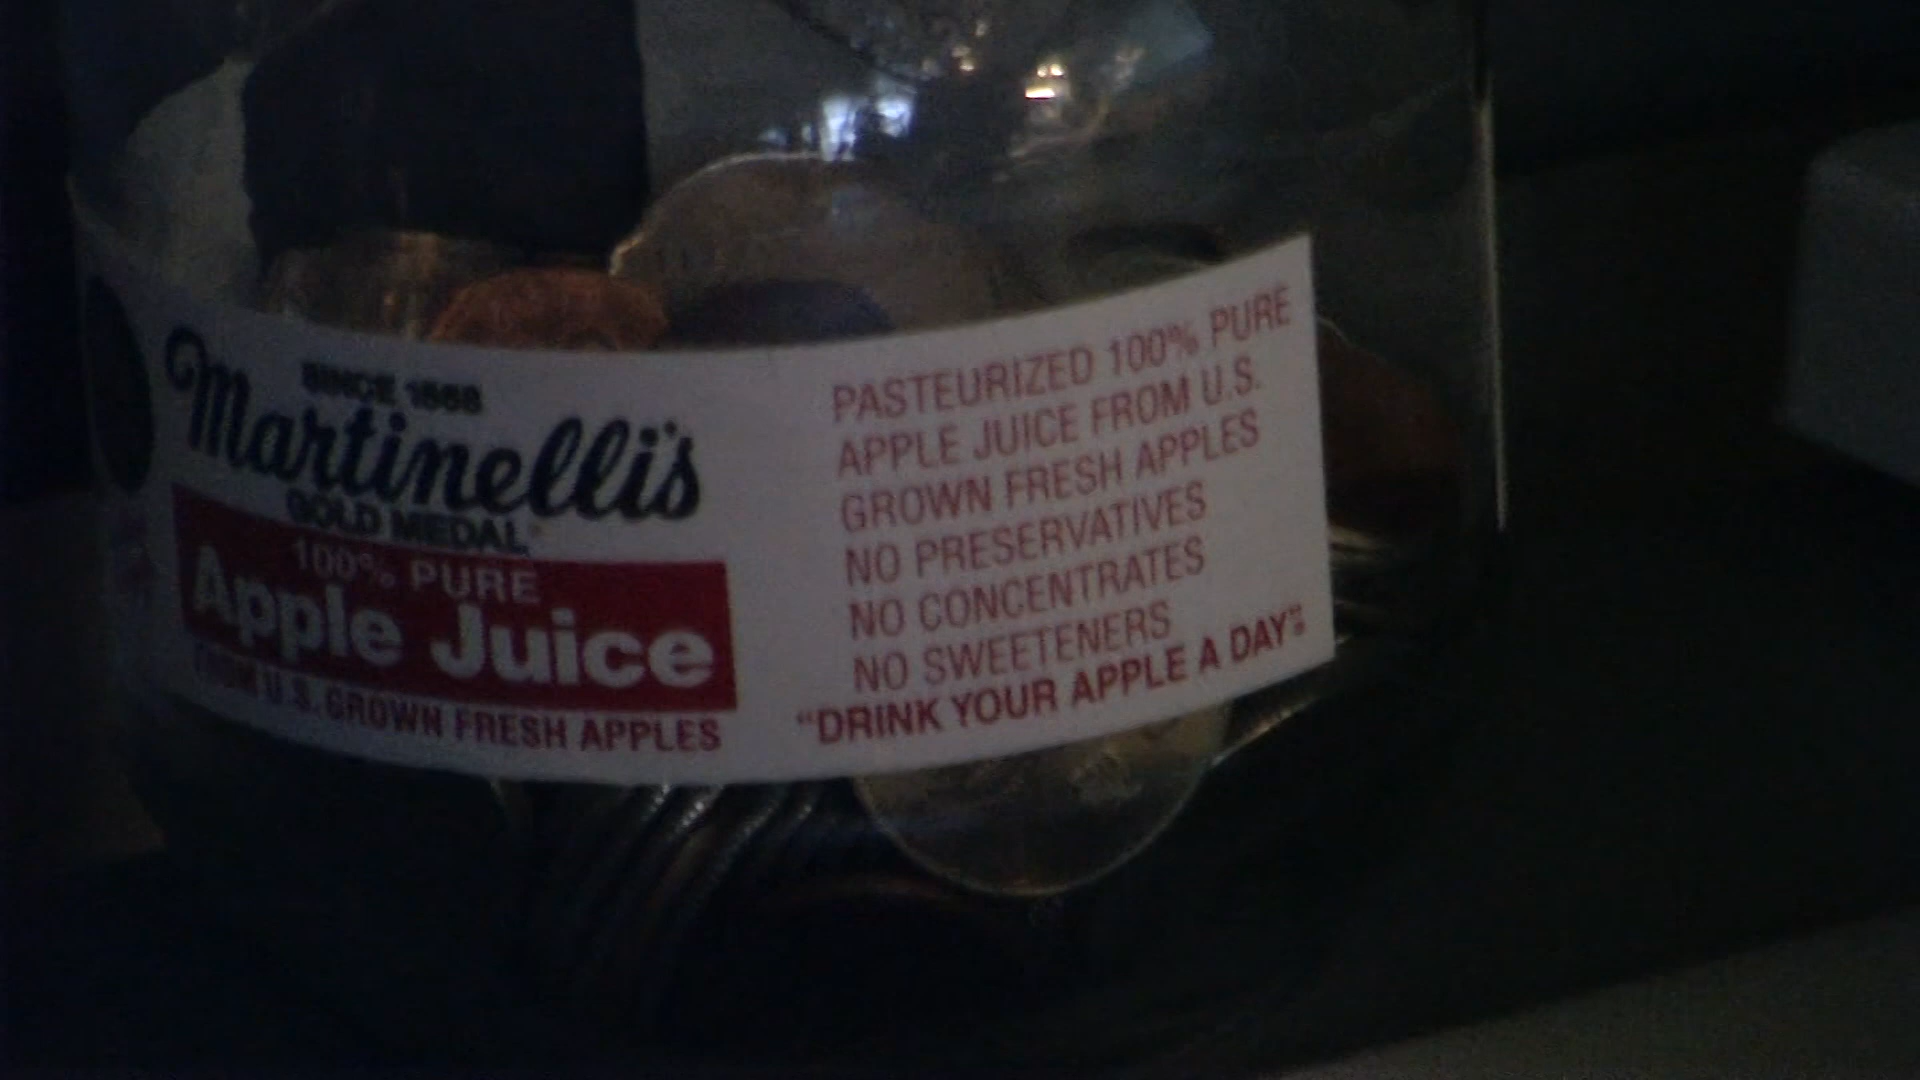 SINCE 1868
Martinelli's
GOLD MEDAL
100% PURE
Apple Juice
FROM U.S. GROWN FRESH APPLES
PASTEURIZED 100% PURE
APPLE JUICE FROM U.S.
GROWN FRESH APPLES
NO PRESERVATIVES
NO CONCENTRATES
NO SWEETENERS
"DRINK YOUR APPLE A DAY"